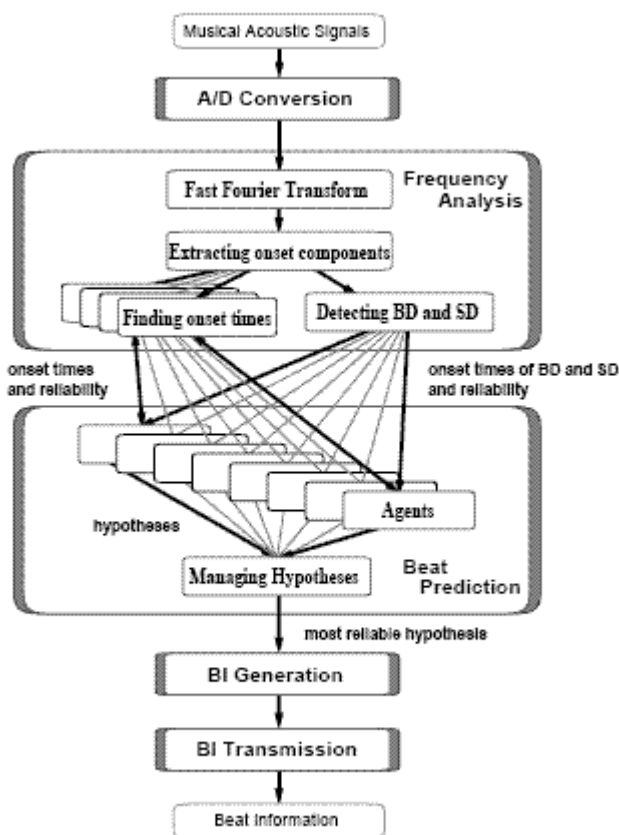 Musical Acoustic Signals
A/D Conversion
Fast Fourier Transform
Frequency
Analysis
Extracting onset components
Finding onset times
Detecting BD and SD
onset times
and reliability
onset times of BD and SD
and reliability
Agents
hypotheses
Managing Hypotheses
Beat
Prediction
most reliable hypothesis
BI Generation
BI Transmission
Beat Information